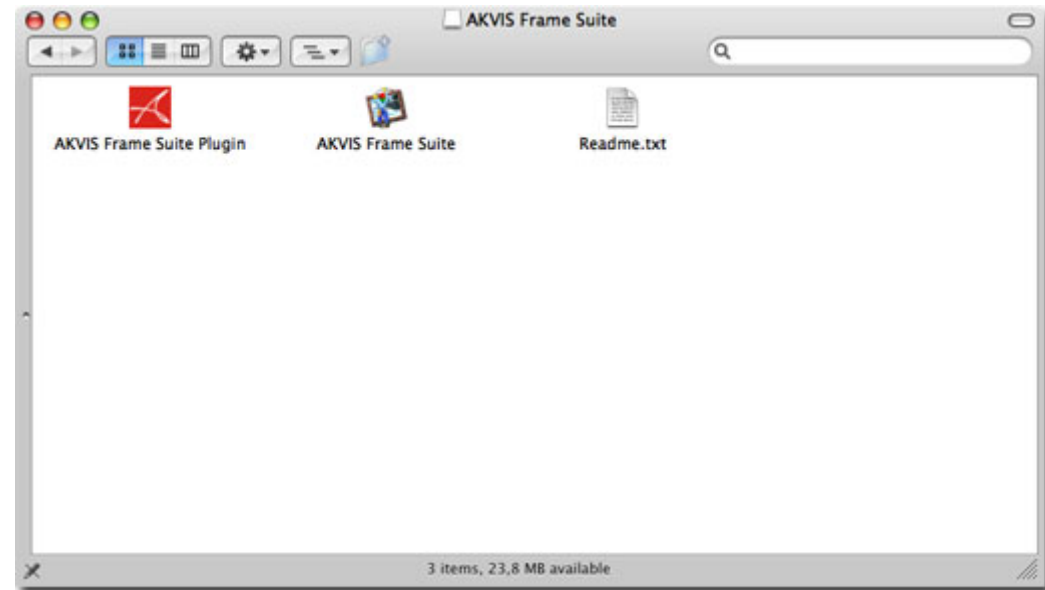 AKVIS Frame Suite
AKVIS Frame Suite Plugin
AKVIS Frame Suite
Readme.txt
3 items, 23,8 MB available